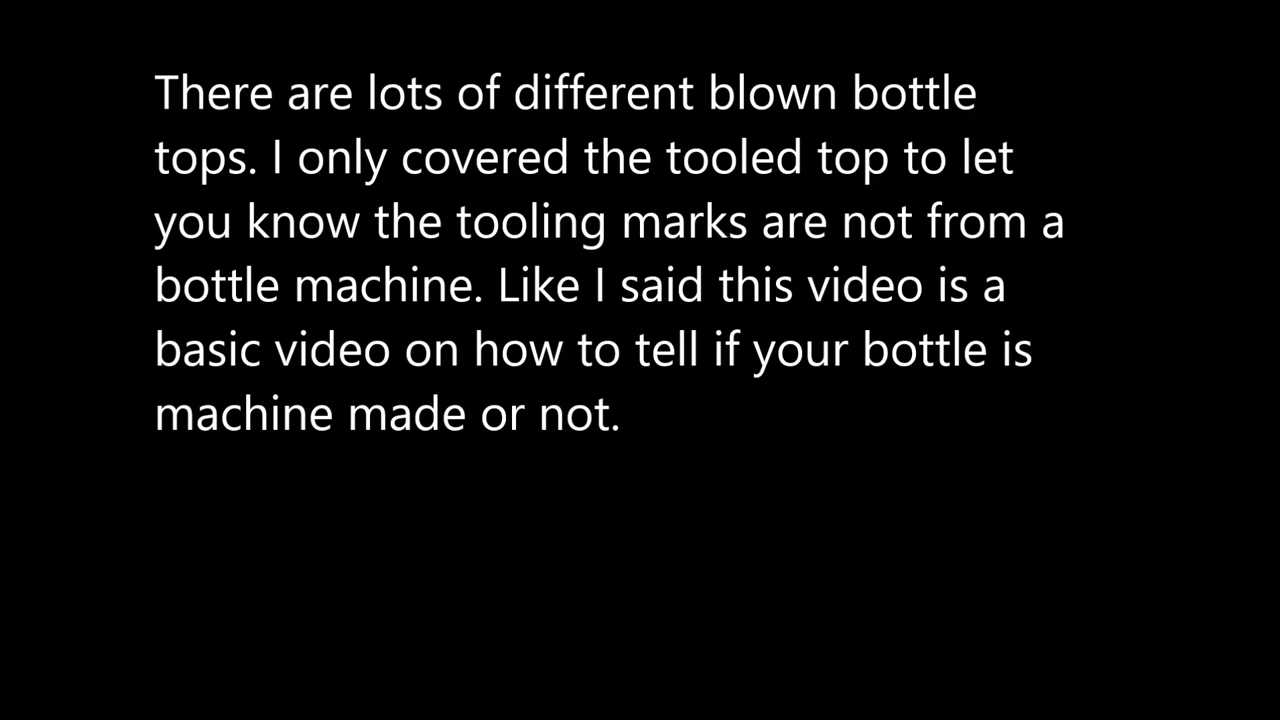 There are lots of different blown bottle
tops. I only covered the tooled top to let
you know the tooling marks are not from a
bottle machine. Like I said this video is a
basic video on how to tell if your bottle is
machine made or not.